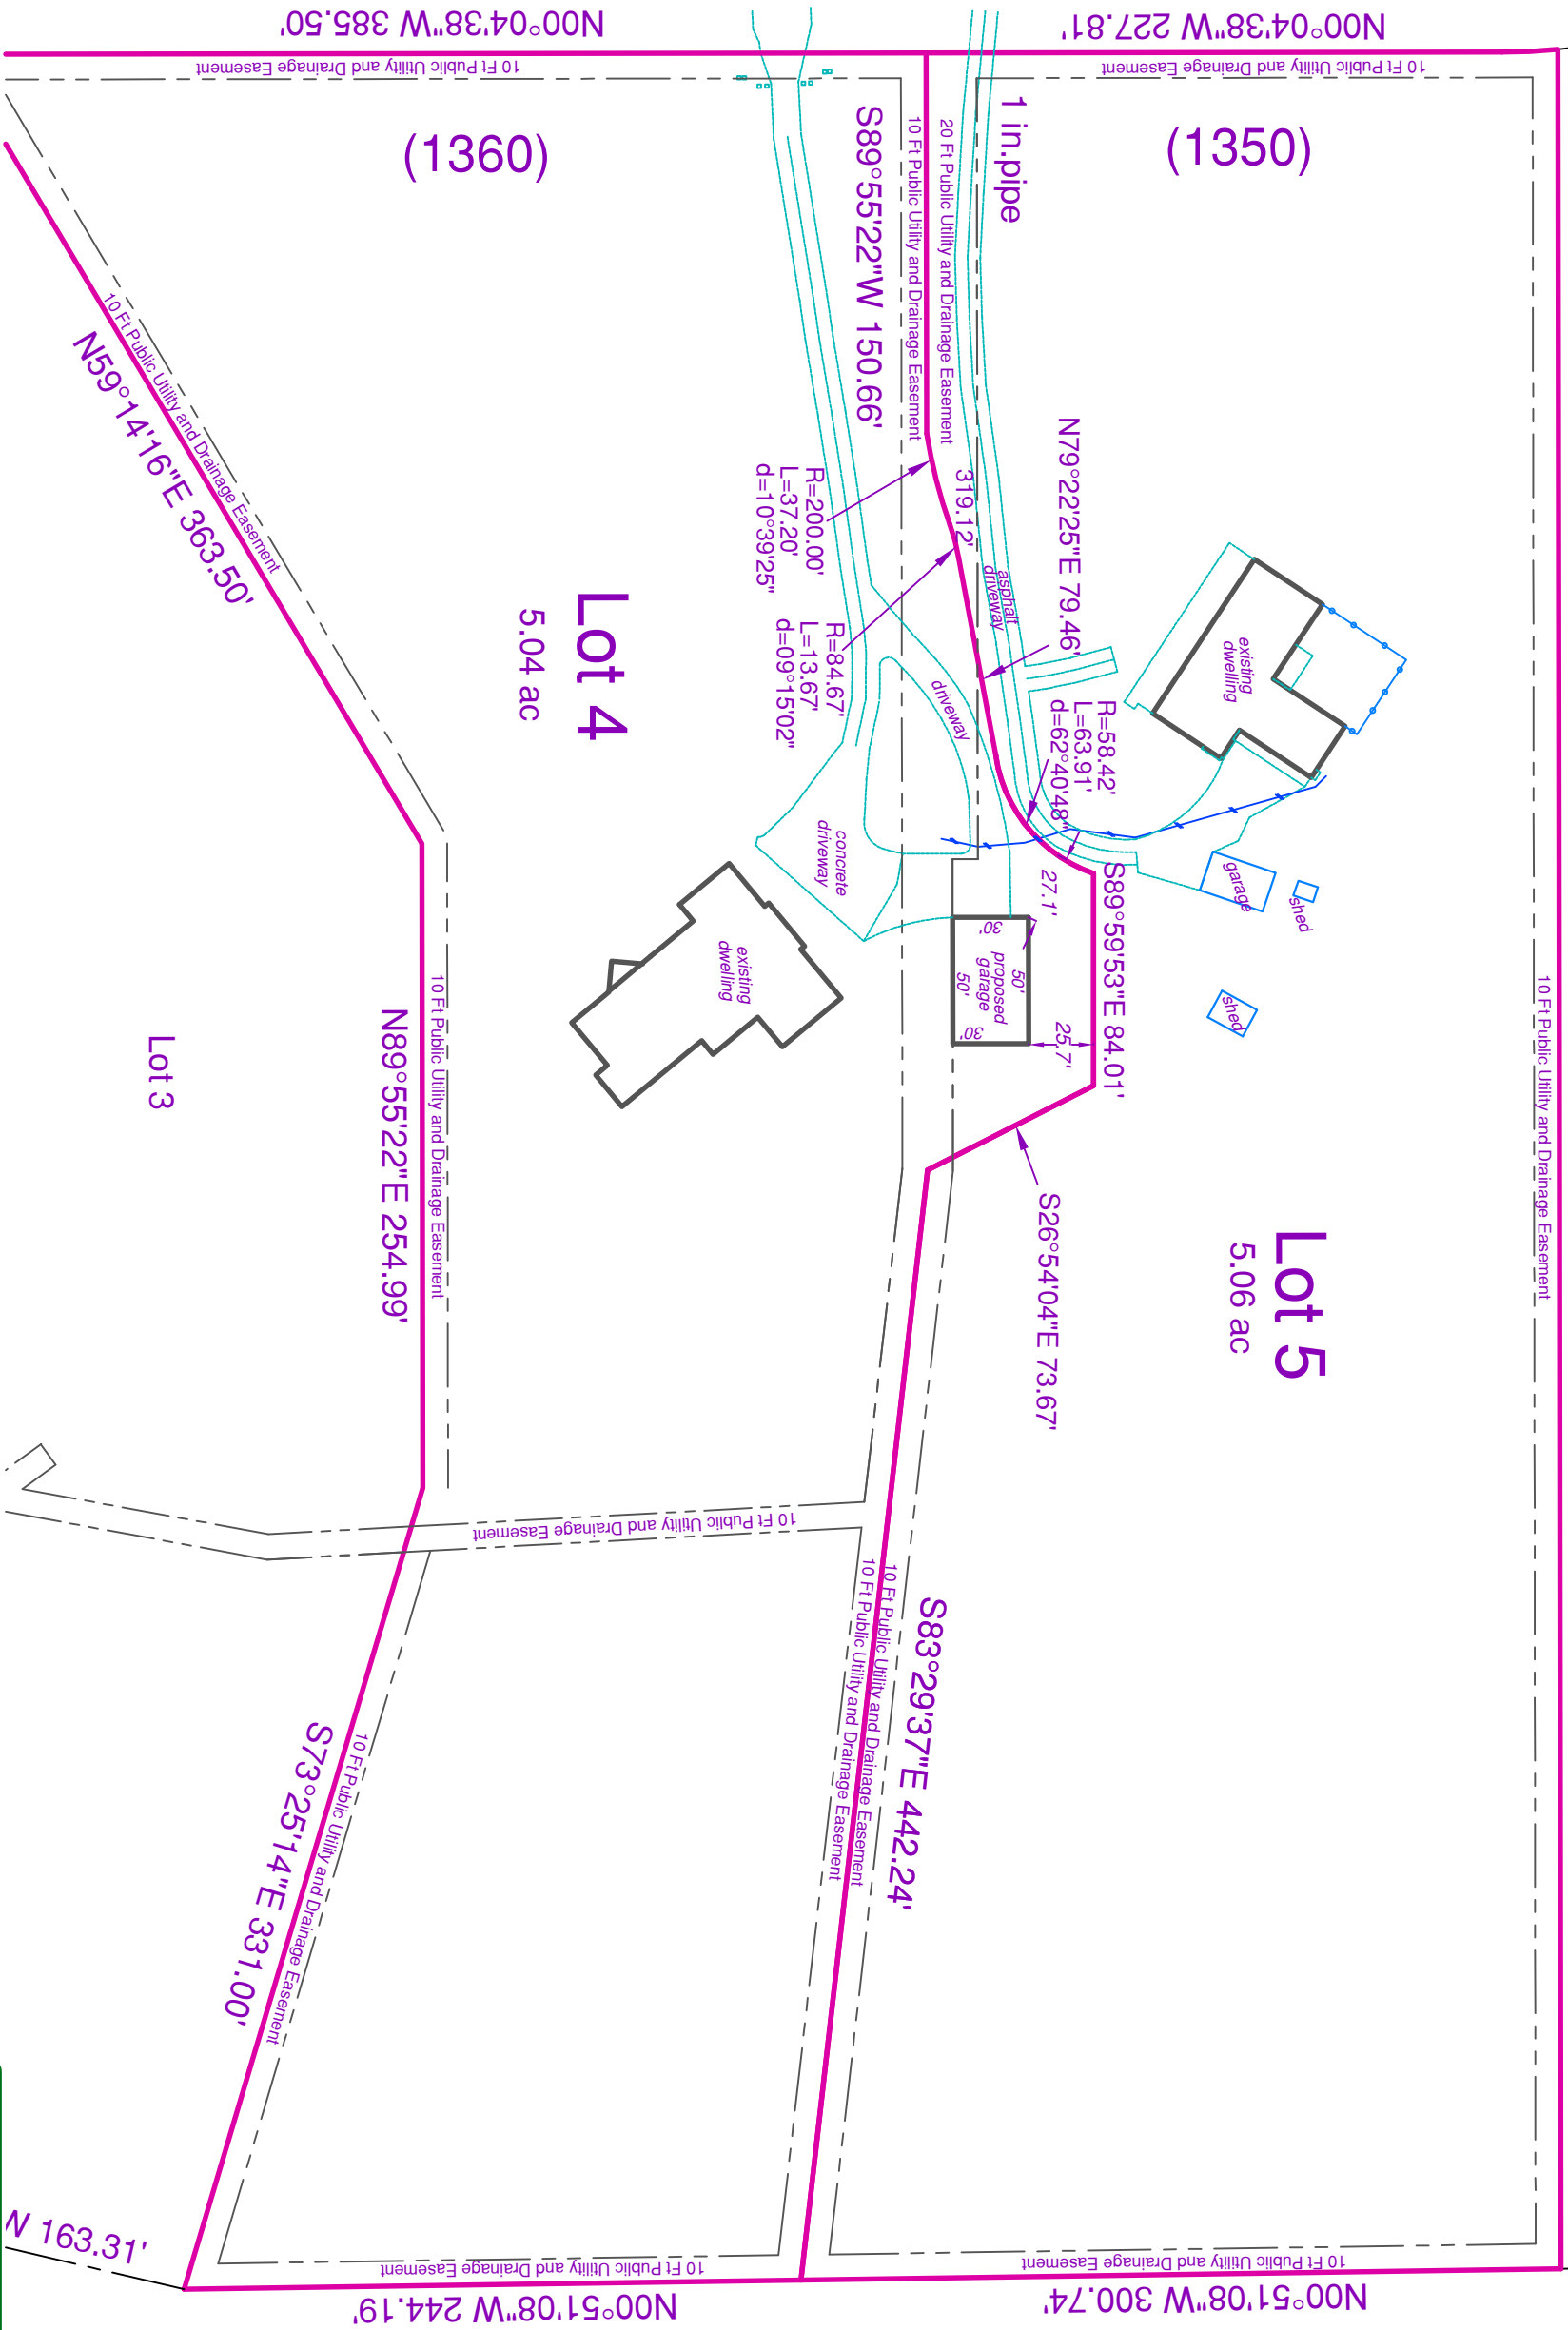 N00°04'38"W 385.50'
N00°04'38"W 227.81'
10 Ft Public Utility and Drainage Easement
10 Ft Public Utility and Drainage Easement
(1360)
(1350)
1 in.pipe
20 Ft Public Utility and Drainage Easement
10 Ft Public Utility and Drainage Easement
S89°55'22"W 150.66'
10 Ft Public Utility and Drainage Easement
N59°14'16"E 363.50'
N79°22'25"E 79.46'
319.12'
R=200.00'
L=37.20'
d=10°39'25"
R=84.67'
L=13.67'
d=09°15'02"
asphalt
driveway
driveway
existing
dwelling
R=58.42'
L=63.91'
d=62°40'48"
Lot 4
5.04 ac
concrete
driveway
garage
shed
shed
S89°59'53"E 84.01'
27.1'
30'
50'
proposed
garage
50'
30'
25.7'
existing
dwelling
10 Ft Public Utility and Drainage Easement
10 Ft Public Utility and Drainage Easement
N89°55'22"E 254.99'
Lot 3
S26°54'04"E 73.67'
Lot 5
5.06 ac
10 Ft Public Utility and Drainage Easement
10 Ft Public Utility and Drainage Easement
10 Ft Public Utility and Drainage Easement
S83°29'37"E 442.24'
10 Ft Public Utility and Drainage Easement
S73°25'14"E 331.00'
W 163.31'
10 Ft Public Utility and Drainage Easement
10 Ft Public Utility and Drainage Easement
N00°51'08"W 244.19'
N00°51'08"W 300.74'